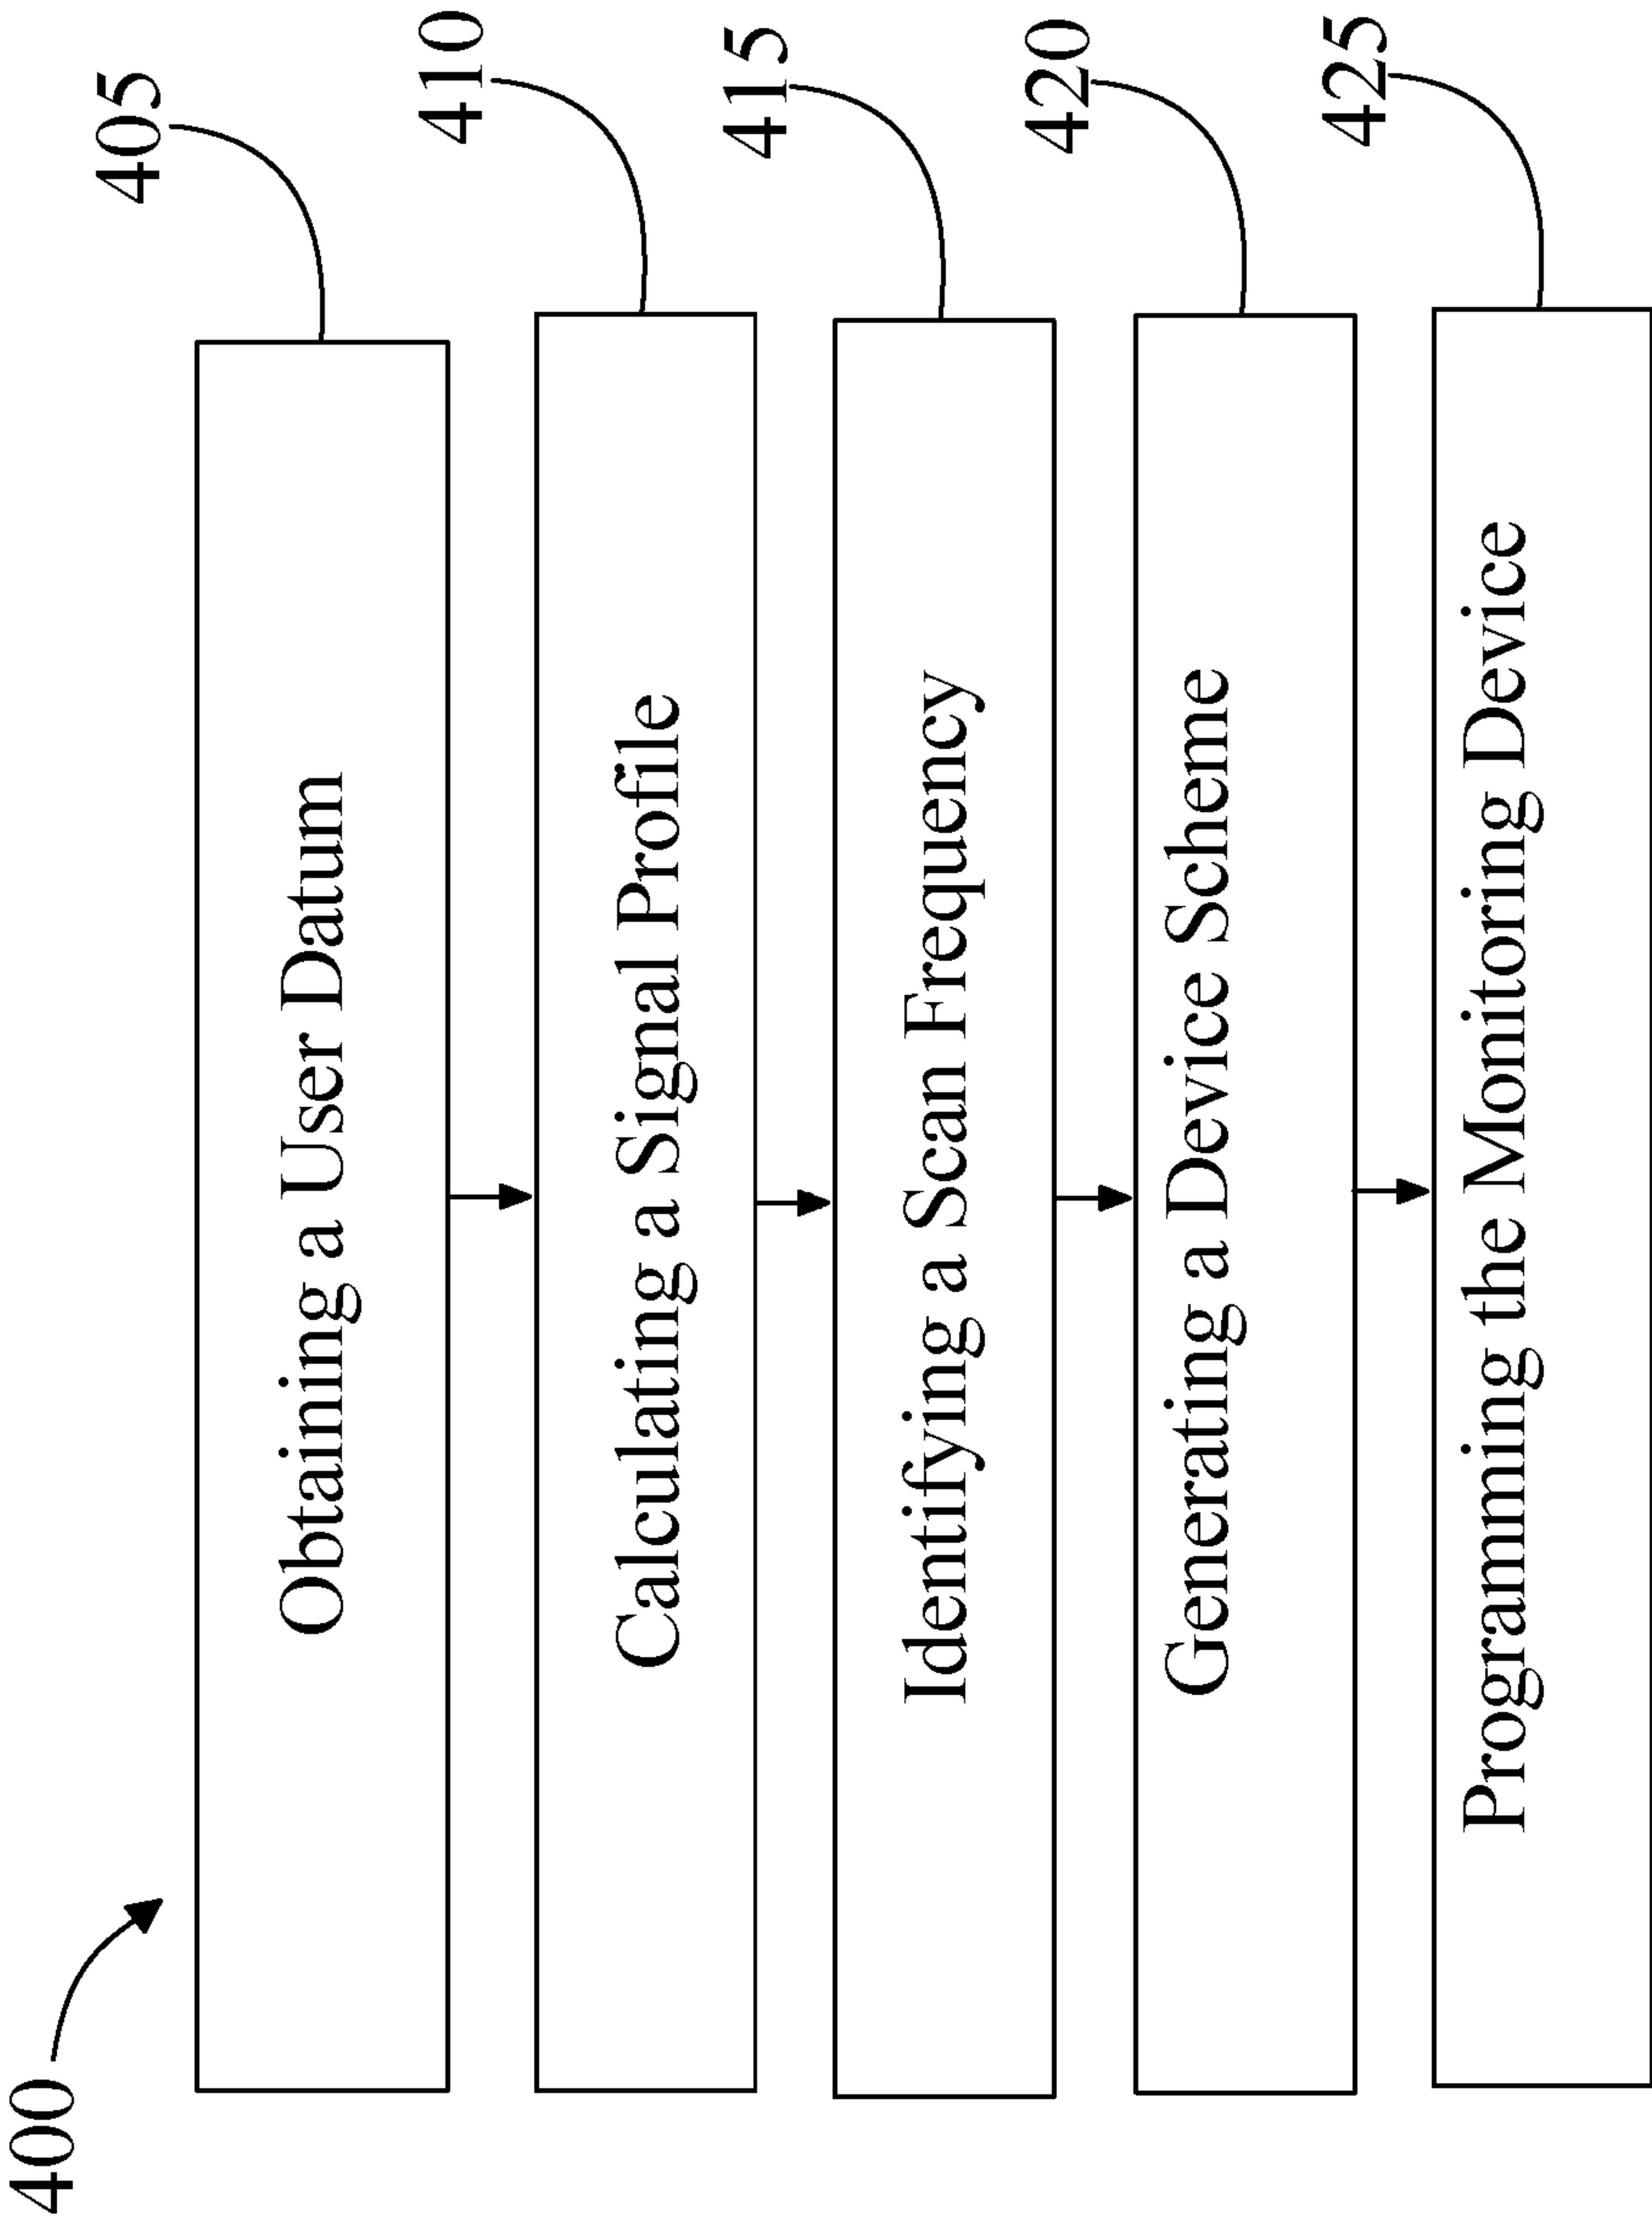 400
405
Obtaining a User Datum
410
Calculating a Signal Profile
415
Identifying a Scan Frequency
420
Generating a Device Scheme
425
Programming the Monitoring Device